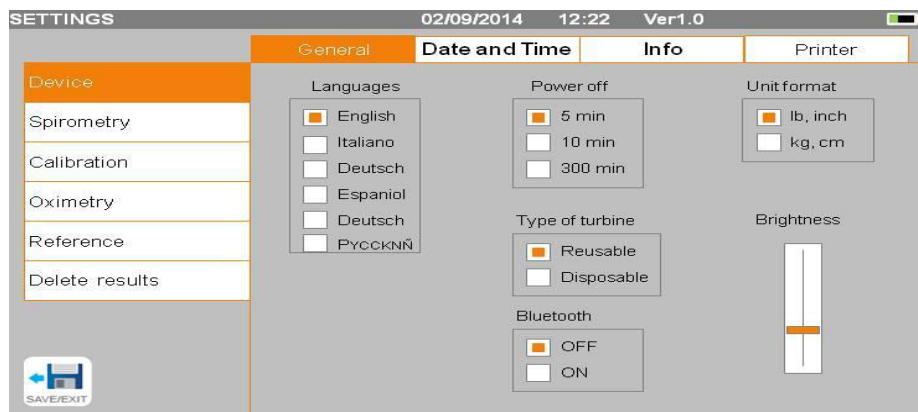 SETTINGS 02/09/2014 12:22 Ver1.0
General Date and Time Info Printer
Device
Spirometry
Calibration
Oximetry
Reference
Delete results
SAVE/EXIT
Languages
English
Italiano
Deutsch
Espaniol
Deutsch
РУССКNЙ
Power off
5 min
10 min
300 min
Type of turbine
Reusable
Disposable
Bluetooth
OFF
ON
Unit format
lb, inch
kg, cm
Brightness